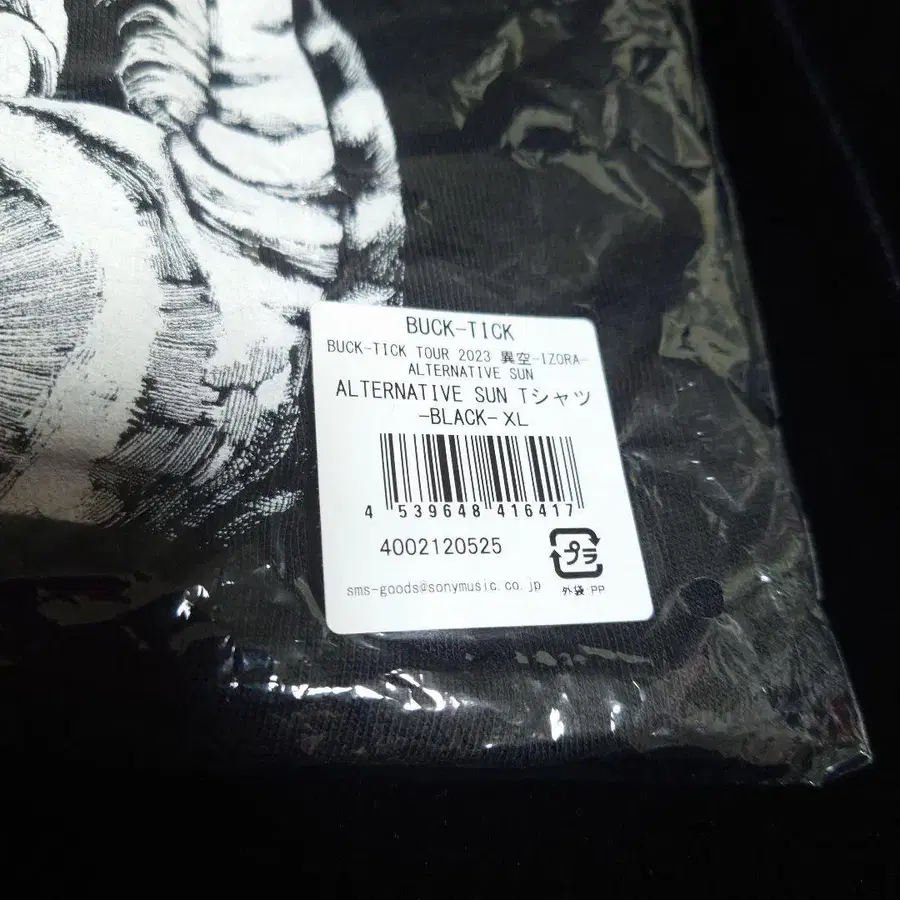 BUCK-TICK
BUCK-TICK TOUR 2023 異空-IZORA-
ALTERNATIVE SUN
ALTERNATIVE SUN Tシャツ
-BLACK- XL
4 539648 416417
4002120525
プラ
sms-goods@sonymusic.co.jp
外袋 PP